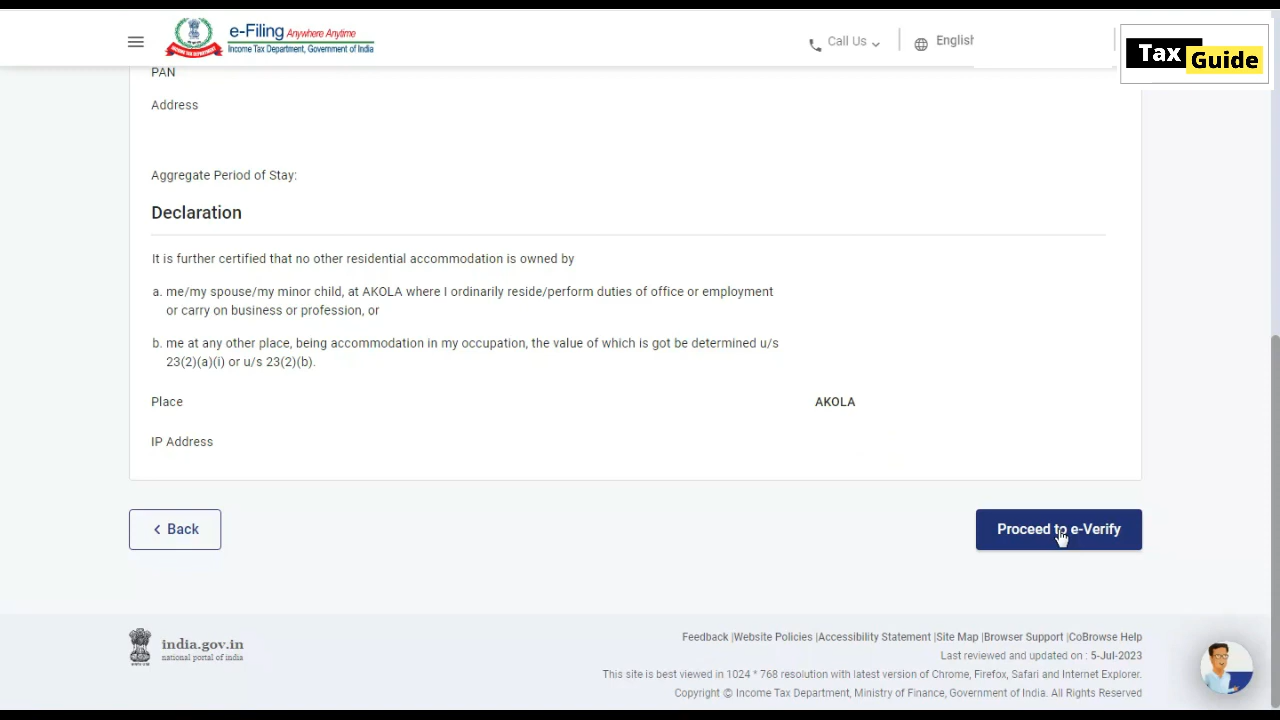 e-Filing Anywhere Anytime
Income Tax Department, Government of India
Call Us
English
Tax
Guide
PAN
Address
Aggregate Period of Stay:
Declaration
It is further certified that no other residential accommodation is owned by
a. me/my spouse/my minor child, at AKOLA where I ordinarily reside/perform duties of office or employment
or carry on business or profession, or
b. me at any other place, being accommodation in my occupation, the value of which is got be determined u/s
23(2)(a)(i) or u/s 23(2)(b).
Place AKOLA
IP Address
< Back
Proceed to e-Verify
india.gov.in
national portal of india
Feedback |Website Policies |Accessibility Statement |Site Map |Browser Support |CoBrowse Help
Last reviewed and updated on : 5-Jul-2023
This site is best viewed in 1024 * 768 resolution with latest version of Chrome, Firefox, Safari and Internet Explorer.
Copyright © Income Tax Department, Ministry of Finance, Government of India. All Rights Reserved